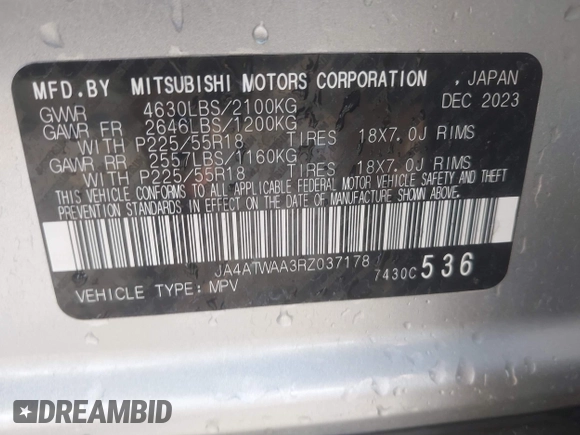 MFD.BY MITSUBISHI MOTORS CORPORATION , JAPAN
GVWR 4630LBS/2100KG DEC 2023
GAWR FR 2646LBS/1200KG
WITH P225/55R18 TIRES 18X7.0J RIMS
GAWR RR 2557LBS/1160KG
WITH P225/55R18 TIRES 18X7.0J RIMS
THIS VEHICLE CONFORMS TO ALL APPLICABLE FEDERAL MOTOR VEHICLE SAFETY AND THEFT
PREVENTION STANDARDS IN EFFECT ON THE DATE OF MANUFACTURE SHOWN ABOVE.
JA4ATWAA3RZ037178
7430C536
VEHICLE TYPE: MPV
DREAMBID